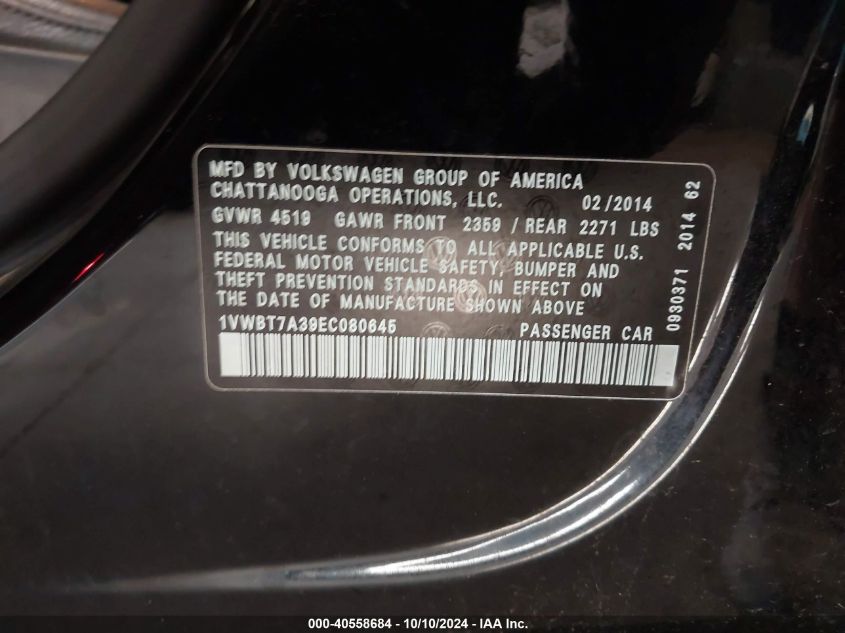 MFD BY VOLKSWAGEN GROUP OF AMERICA
CHATTANOOGA OPERATIONS, LLC. 02/2014
GVWR 4519 GAWR FRONT 2359 / REAR 2271 LBS
THIS VEHICLE CONFORMS TO ALL APPLICABLE U.S.
FEDERAL MOTOR VEHICLE SAFETY, BUMPER AND
THEFT PREVENTION STANDARDS IN EFFECT ON
THE DATE OF MANUFACTURE SHOWN ABOVE
1VWBT7A39EC080645 PASSENGER CAR
0930371 2014 62
000-40558684 - 10/10/2024 - IAA Inc.